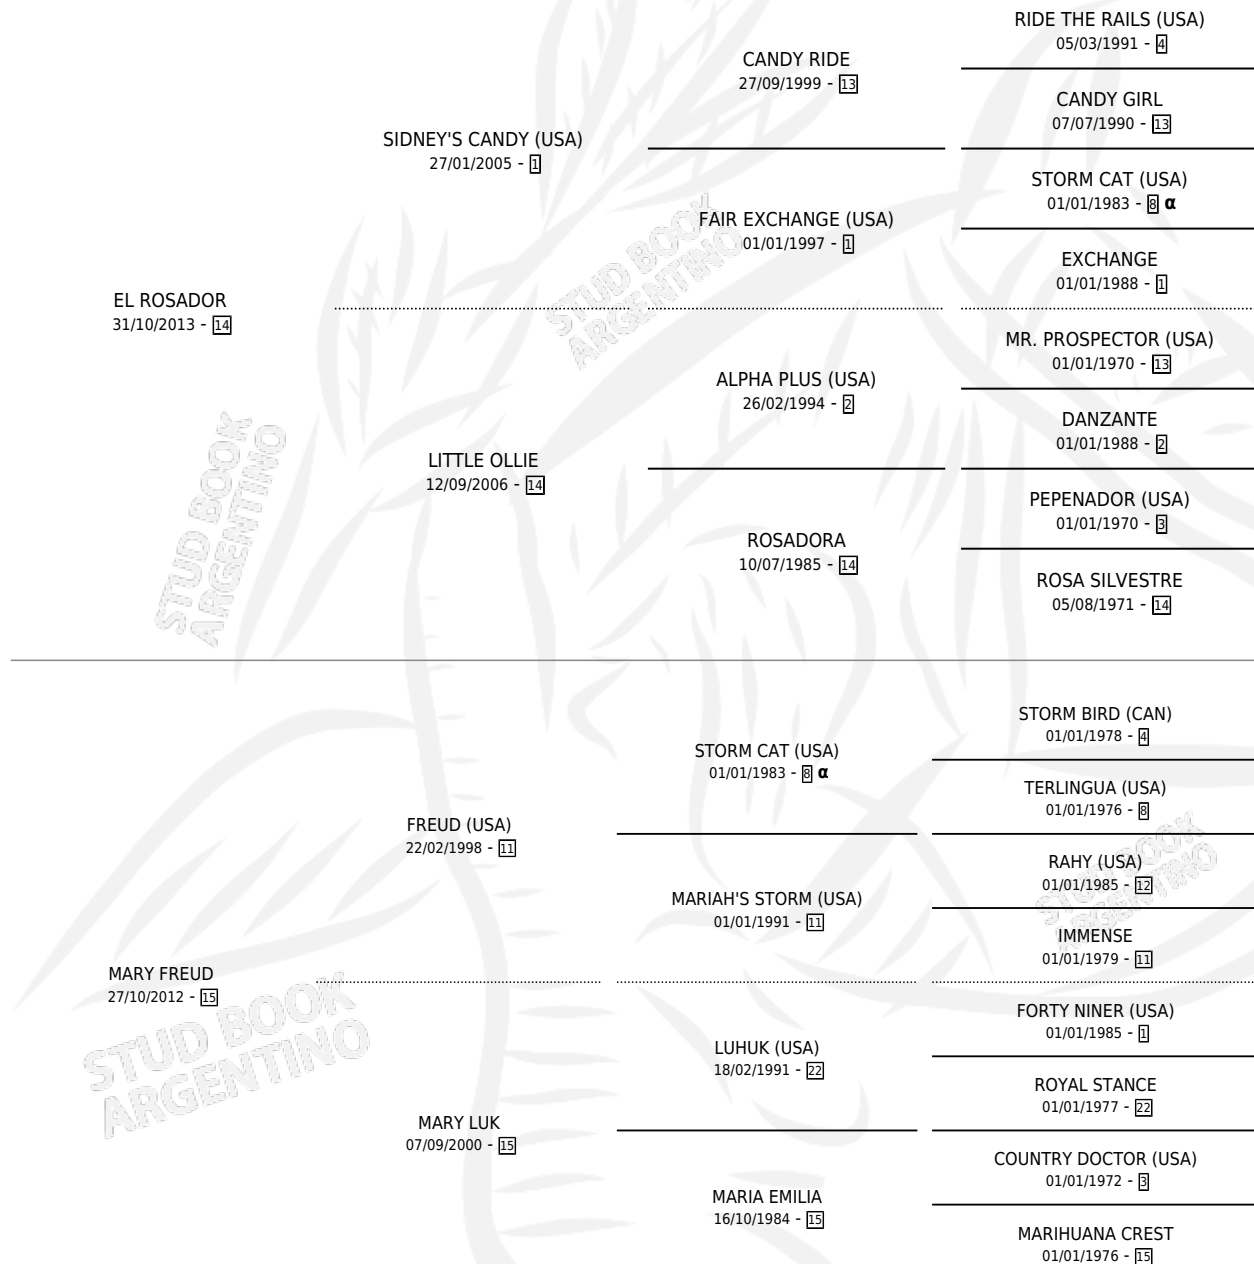 RIDE THE RAILS (USA)
05/03/1991 - 4
CANDY RIDE
27/09/1999 - 13
CANDY GIRL
07/07/1990 - 13
SIDNEY'S CANDY (USA)
27/01/2005 - 1
STORM CAT (USA)
01/01/1983 - 8 α
FAIR EXCHANGE (USA)
01/01/1997 - 1
EXCHANGE
01/01/1988 - 1
EL ROSADOR
31/10/2013 - 14
MR. PROSPECTOR (USA)
01/01/1970 - 13
ALPHA PLUS (USA)
26/02/1994 - 2
DANZANTE
01/01/1988 - 2
LITTLE OLLIE
12/09/2006 - 14
PEPENADOR (USA)
01/01/1970 - 3
ROSADORA
10/07/1985 - 14
ROSA SILVESTRE
05/08/1971 - 14
STORM BIRD (CAN)
01/01/1978 - 4
STORM CAT (USA)
01/01/1983 - 8 α
TERLINGUA (USA)
01/01/1976 - 8
FREUD (USA)
22/02/1998 - 11
RAHY (USA)
01/01/1985 - 12
MARIAH'S STORM (USA)
01/01/1991 - 11
IMMENSE
01/01/1979 - 11
MARY FREUD
27/10/2012 - 15
FORTY NINER (USA)
01/01/1985 - 1
LUHUK (USA)
18/02/1991 - 22
ROYAL STANCE
01/01/1977 - 22
MARY LUK
07/09/2000 - 15
COUNTRY DOCTOR (USA)
01/01/1972 - 3
MARIA EMILIA
16/10/1984 - 15
MARIHUANA CREST
01/01/1976 - 15
STUD BOOK
ARGENTINO
STUD BOOK
ARGENTINO
STUD BOOK
ARGENTINO
STUD BOOK
ARGENTINO